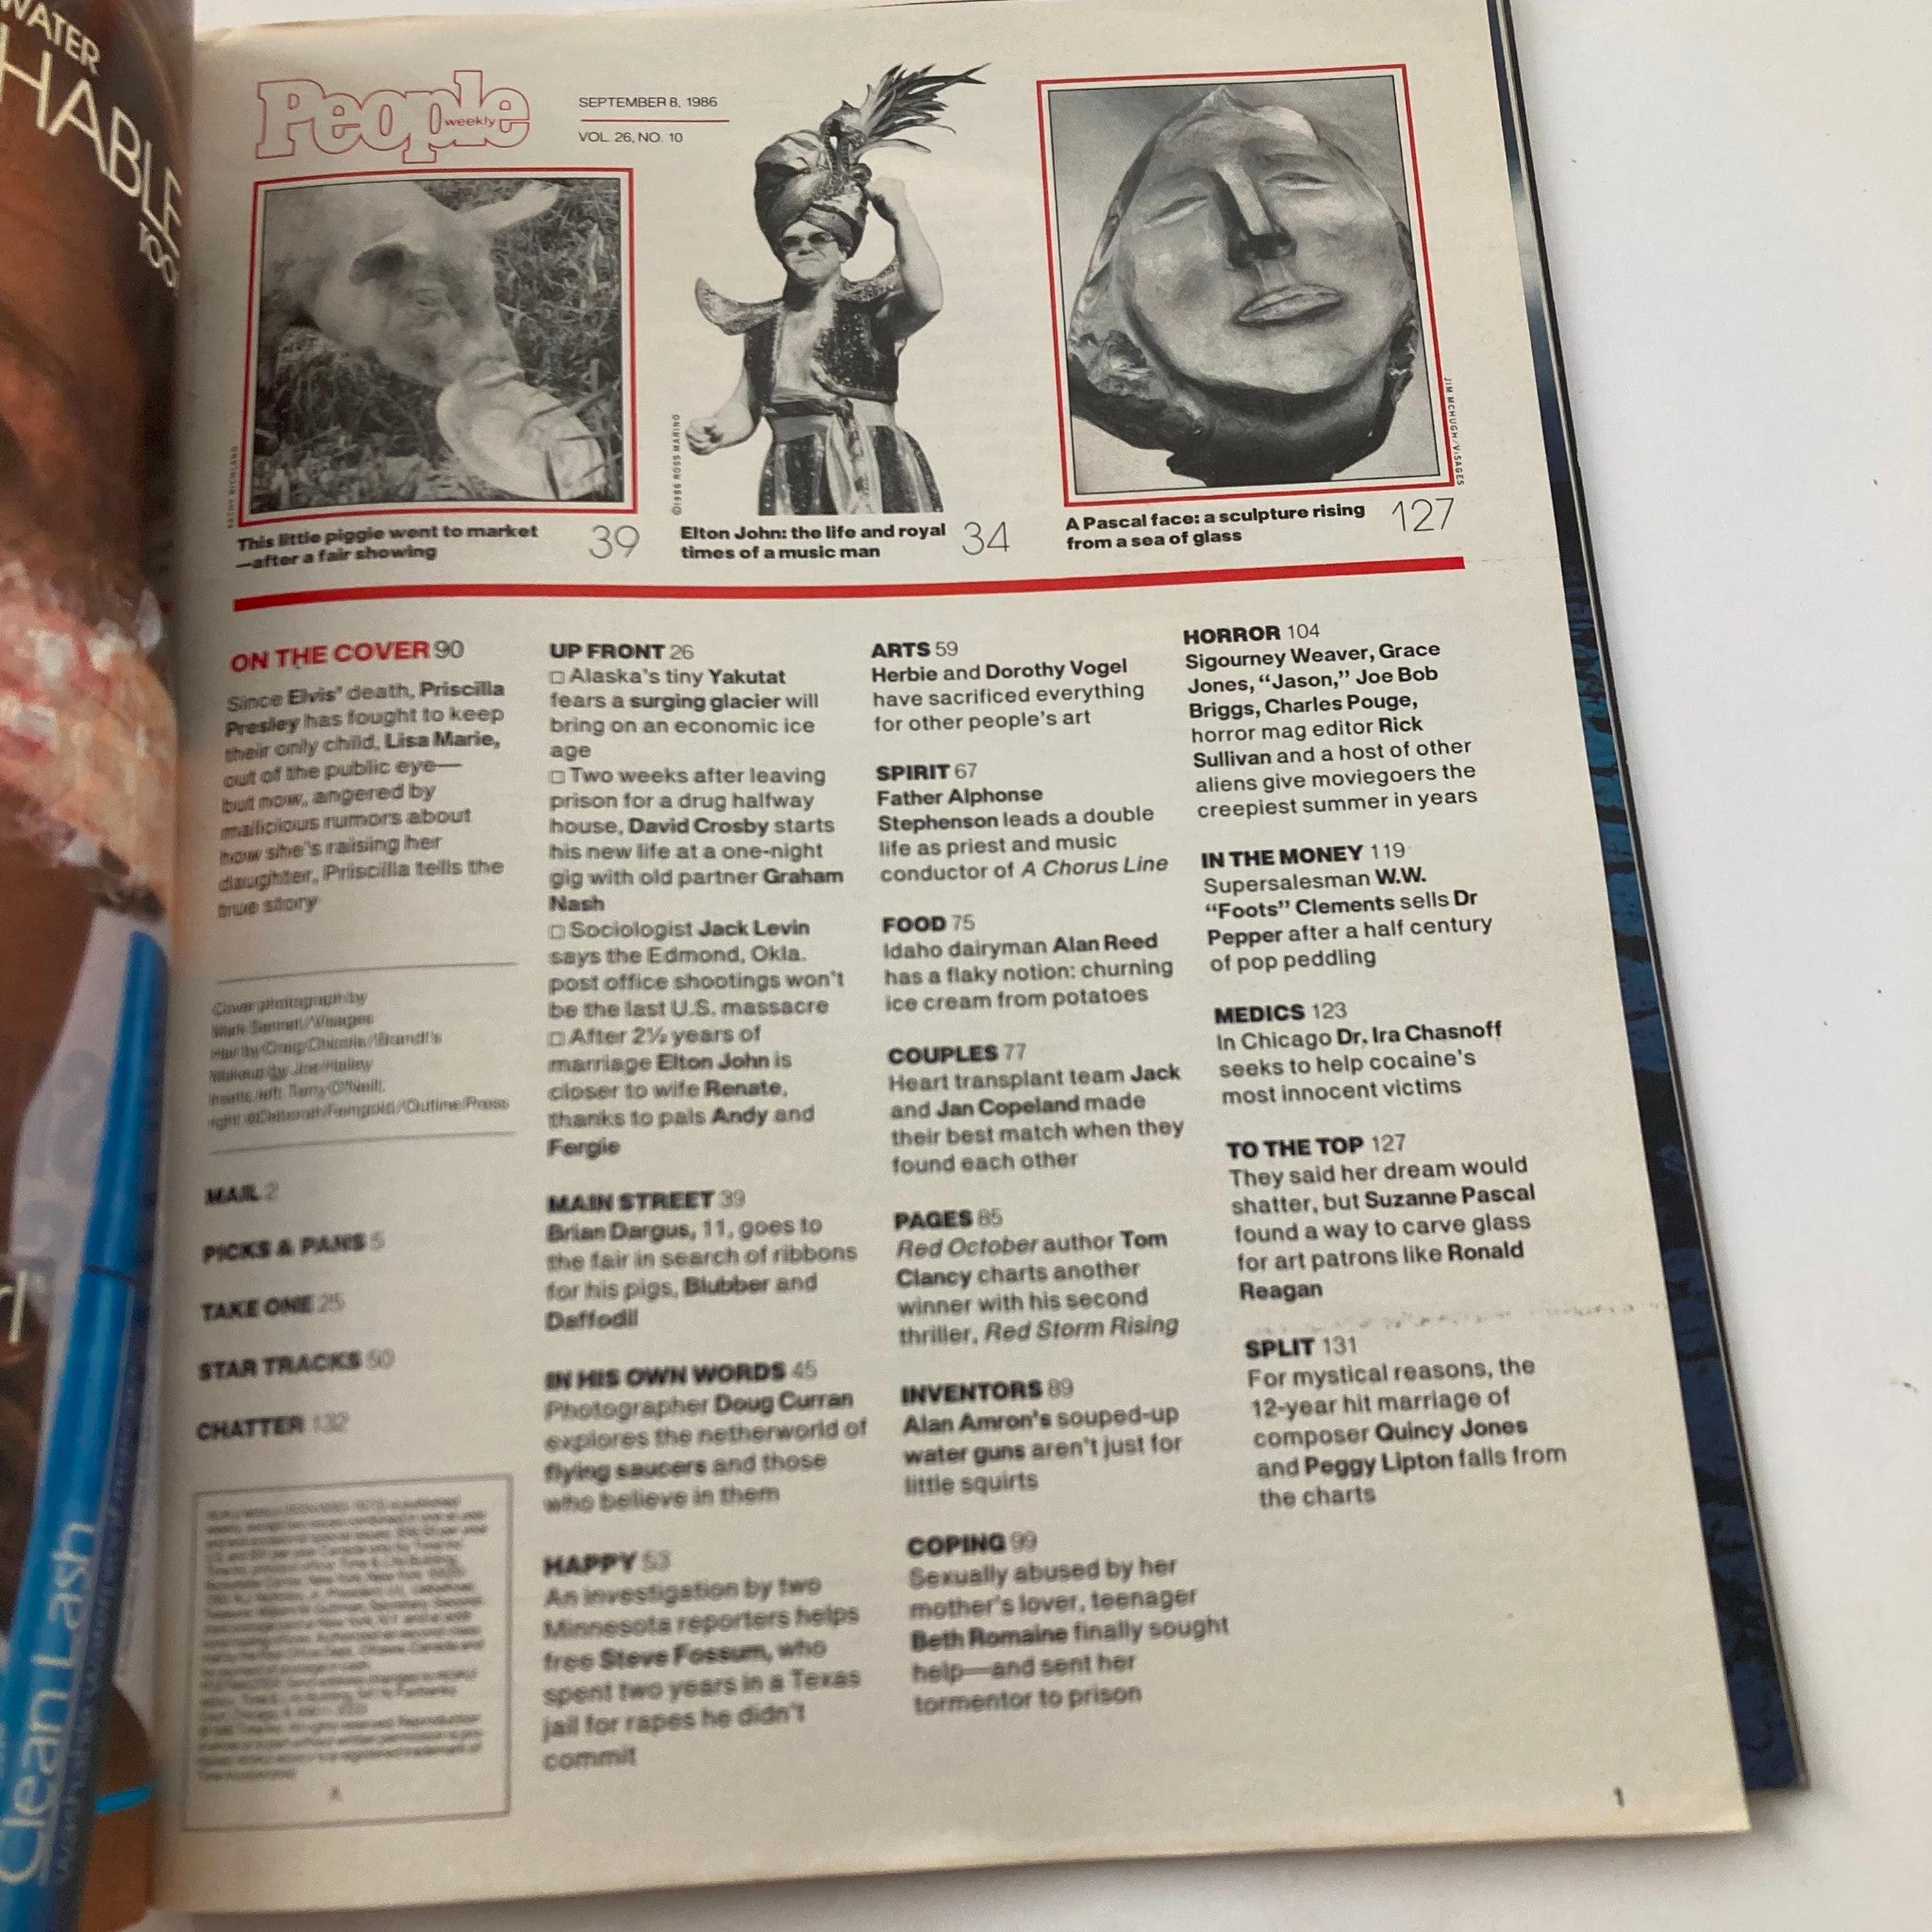 WATER
HABLE
TOO
Clean Lash
People
weekly
SEPTEMBER 8, 1986
VOL. 26, NO. 10
KATHY RICHLAND
©1986 ROSS MARINO
JIM MCHUGH/VISAGES
This little piggie went to market
—after a fair showing
39
Elton John: the life and royal
times of a music man
34
A Pascal face: a sculpture rising
from a sea of glass
127
ON THE COVER 90
Since Elvis' death, Priscilla
Presley has fought to keep
their only child, Lisa Marie,
out of the public eye—
but now, angered by
malicious rumors about
how she's raising her
daughter, Priscilla tells the
true story
Cover photograph by
MAIL 2
PICKS & PANS 5
TAKE ONE 25
STAR TRACKS 50
CHATTER 132
UP FRONT 26
□ Alaska's tiny Yakutat
fears a surging glacier will
bring on an economic ice
age
□ Two weeks after leaving
prison for a drug halfway
house, David Crosby starts
his new life at a one-night
gig with old partner Graham
Nash
□ Sociologist Jack Levin
says the Edmond, Okla.
post office shootings won't
be the last U.S. massacre
□ After 2½ years of
marriage Elton John is
closer to wife Renate,
thanks to pals Andy and
Fergie
MAIN STREET 39
Brian Dargus, 11, goes to
the fair in search of ribbons
for his pigs, Blubber and
Daffodil
IN HIS OWN WORDS 45
Photographer Doug Curran
explores the netherworld of
flying saucers and those
who believe in them
HAPPY 53
An investigation by two
Minnesota reporters helps
free Steve Fossum, who
spent two years in a Texas
jail for rapes he didn't
commit
ARTS 59
Herbie and Dorothy Vogel
have sacrificed everything
for other people's art
SPIRIT 67
Father Alphonse
Stephenson leads a double
life as priest and music
conductor of A Chorus Line
FOOD 75
Idaho dairyman Alan Reed
has a flaky notion: churning
ice cream from potatoes
COUPLES 77
Heart transplant team Jack
and Jan Copeland made
their best match when they
found each other
PAGES 85
Red October author Tom
Clancy charts another
winner with his second
thriller, Red Storm Rising
INVENTORS 89
Alan Amron's souped-up
water guns aren't just for
little squirts
COPING 99
Sexually abused by her
mother's lover, teenager
Beth Romaine finally sought
help—and sent her
tormentor to prison
HORROR 104
Sigourney Weaver, Grace
Jones, "Jason," Joe Bob
Briggs, Charles Pouge,
horror mag editor Rick
Sullivan and a host of other
aliens give moviegoers the
creepiest summer in years
IN THE MONEY 119
Supersalesman W.W.
"Foots" Clements sells Dr
Pepper after a half century
of pop peddling
MEDICS 123
In Chicago Dr. Ira Chasnoff
seeks to help cocaine's
most innocent victims
TO THE TOP 127
They said her dream would
shatter, but Suzanne Pascal
found a way to carve glass
for art patrons like Ronald
Reagan
SPLIT 131
For mystical reasons, the
12-year hit marriage of
composer Quincy Jones
and Peggy Lipton falls from
the charts
1